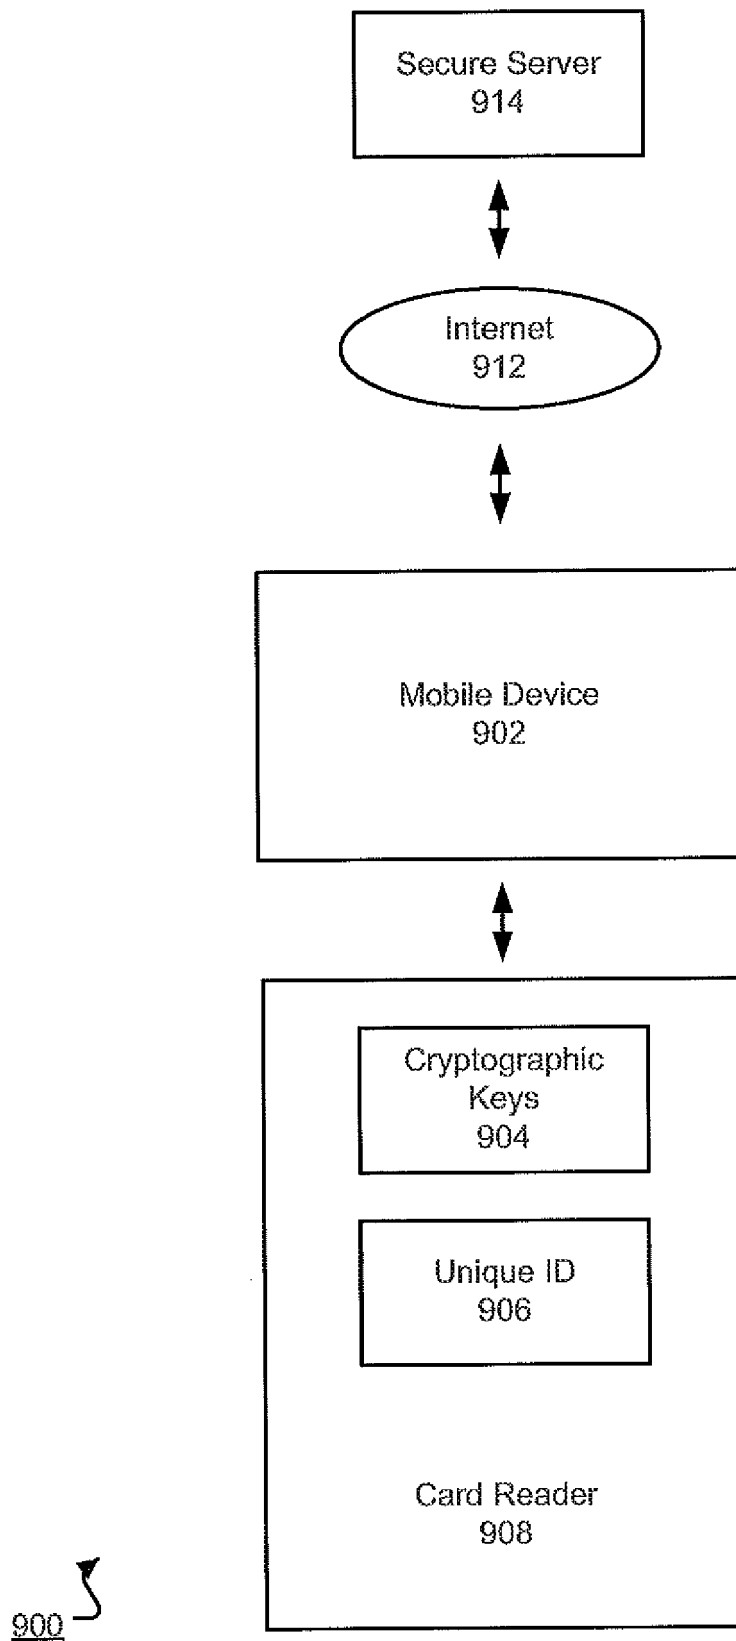 Secure Server
914
Internet
912
Mobile Device
902
Cryptographic
Keys
904
Unique ID
906
Card Reader
908
900